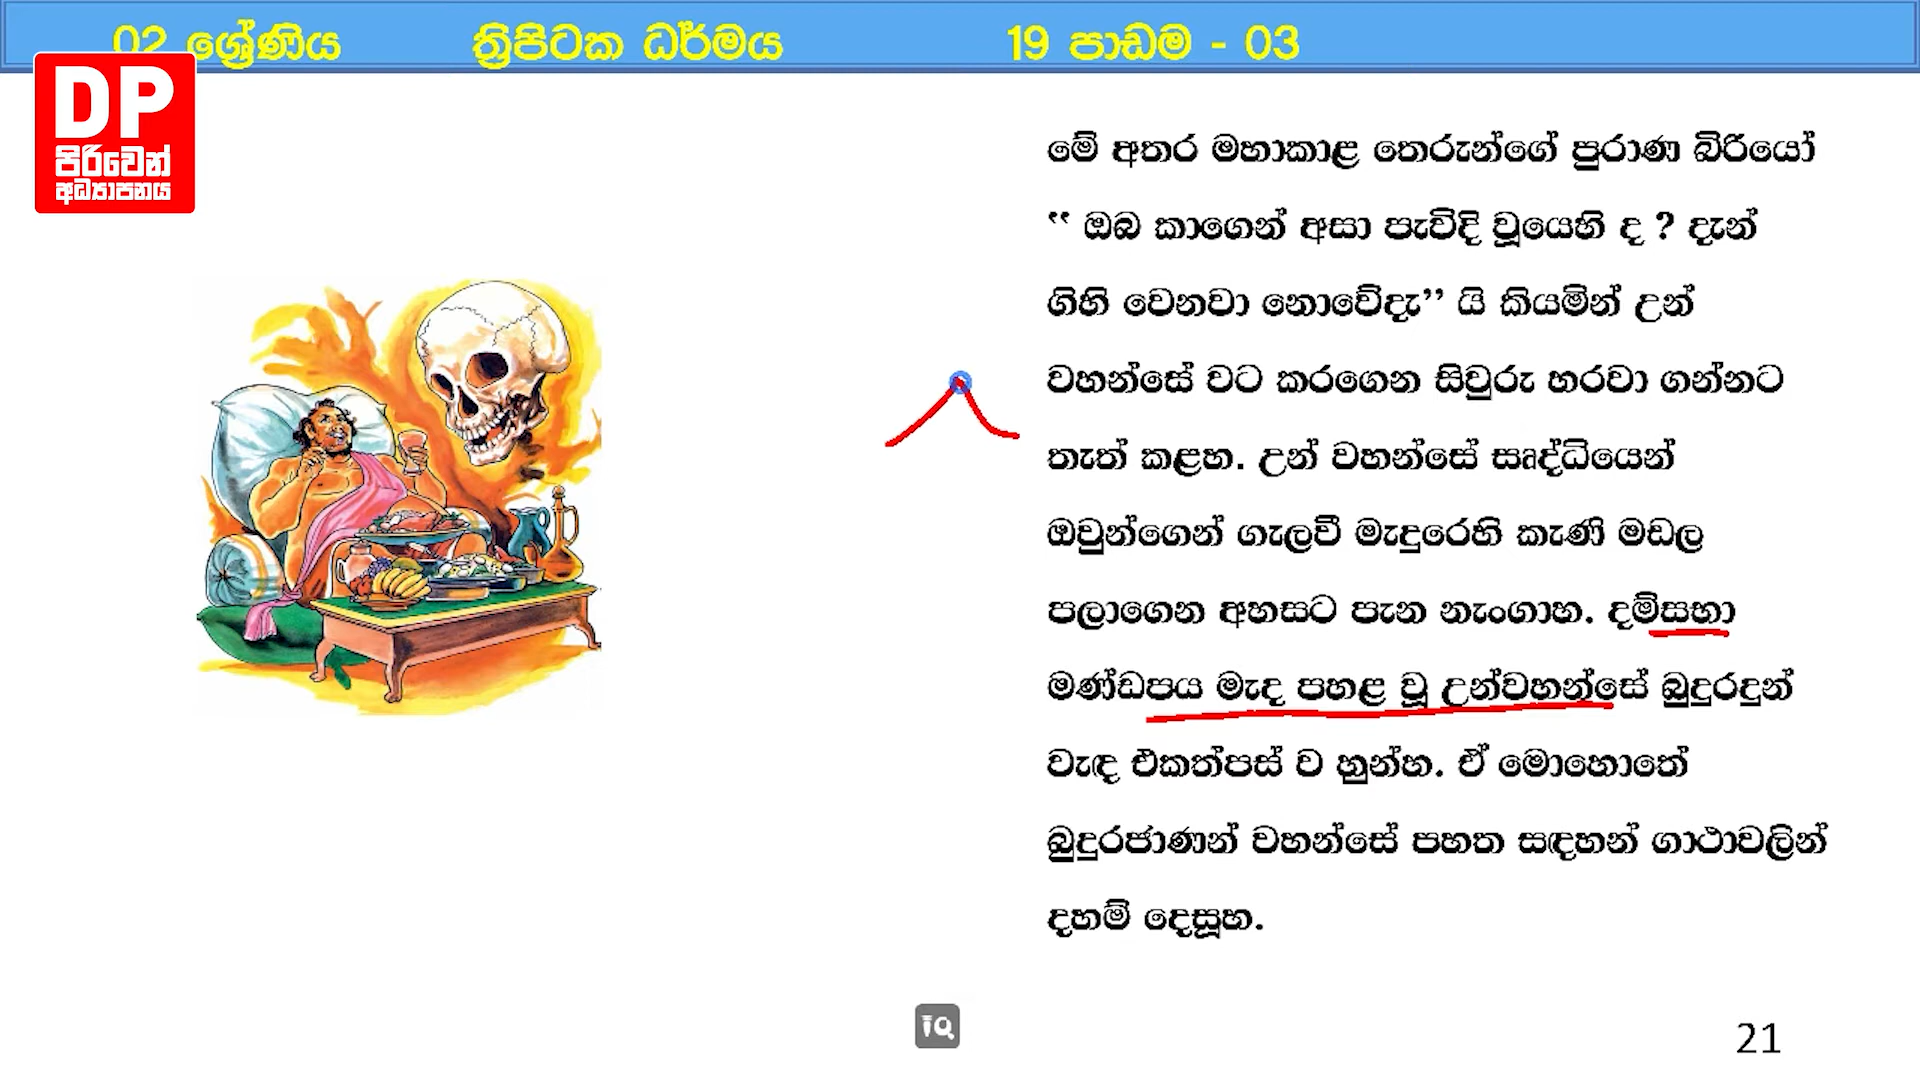 02 ශ්‍රේණිය ත්‍රිපිටක ධර්මය 19 පාඩම - 03
DP
පිරිවෙන්
අධ්‍යාපනය
මේ අතර මහාකාළ තෙරුන්ගේ පුරාණ බිරියෝ
“ ඔබ කාගෙන් අසා පැවිදි වූයෙහි ද ? දැන්
ගිහි වෙනවා නොවේදැ” යි කියමින් උන්
වහන්සේ වට කරගෙන සිවුරු හරවා ගන්නට
තැත් කළහ. උන් වහන්සේ සෘද්ධියෙන්
ඔවුන්ගෙන් ගැලවී මැදුරෙහි කැණි මඩල
පලාගෙන අහසට පැන නැංගාහ. දම්සභා
මණ්ඩපය මැද පහළ වූ උන්වහන්සේ බුදුරදුන්
වැඳ එකත්පස් ව හුන්හ. ඒ මොහොතේ
බුදුරජාණන් වහන්සේ පහත සඳහන් ගාථාවලින්
දහම් දෙසූහ.
IQ
21